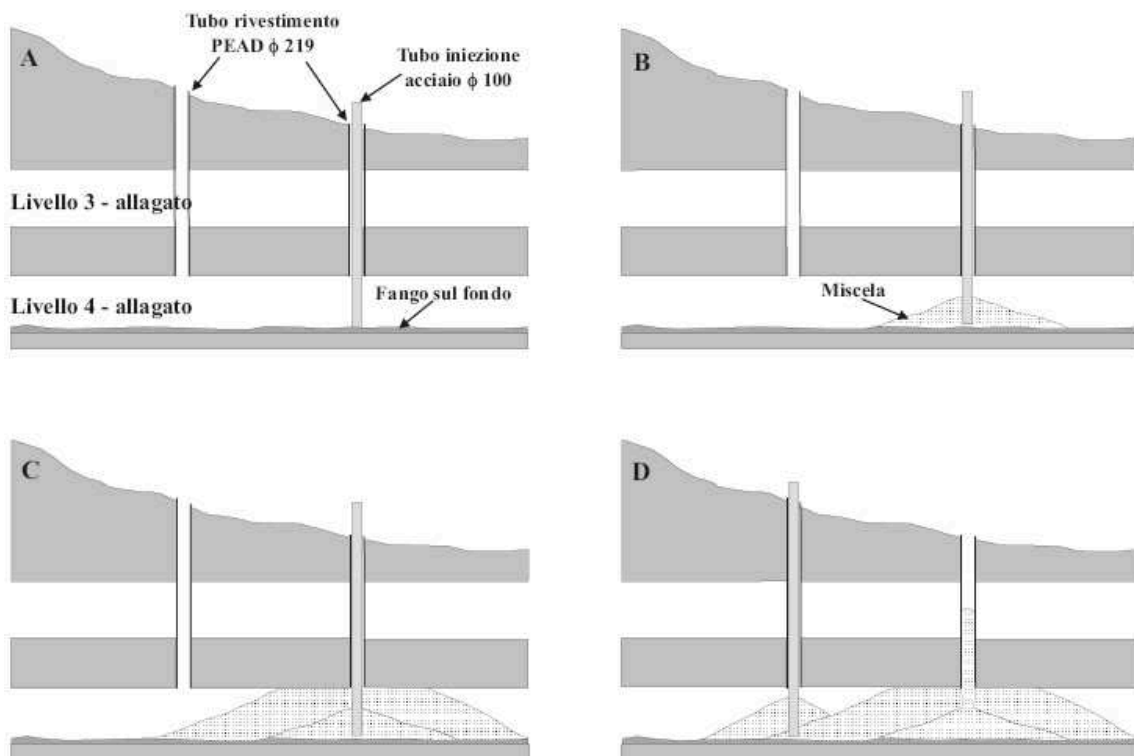 A
Tubo rivestimento
PEAD ϕ 219
Tubo iniezione
acciaio ϕ 100
Livello 3 - allagato
Livello 4 - allagato
Fango sul fondo
B
Miscela
C
D